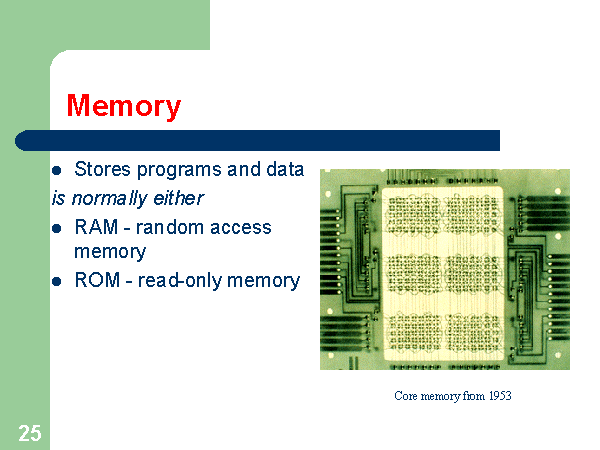 Memory
Stores programs and data
is normally either
RAM - random access
memory
ROM - read-only memory
Core memory from 1953
25